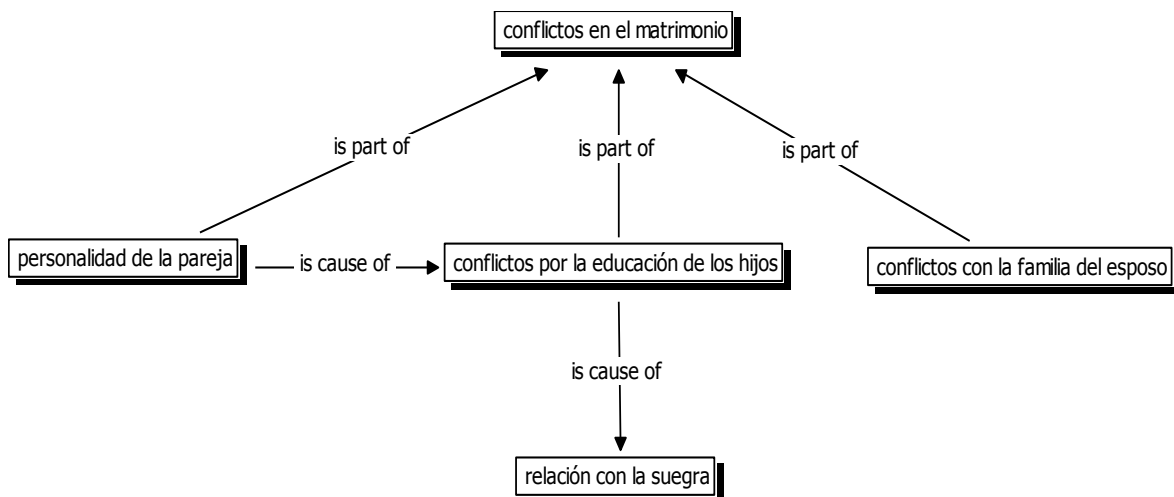 conflictos en el matrimonio
is part of
is part of
is part of
personalidad de la pareja
is cause of
conflictos por la educación de los hijos
conflictos con la familia del esposo
is cause of
relación con la suegra